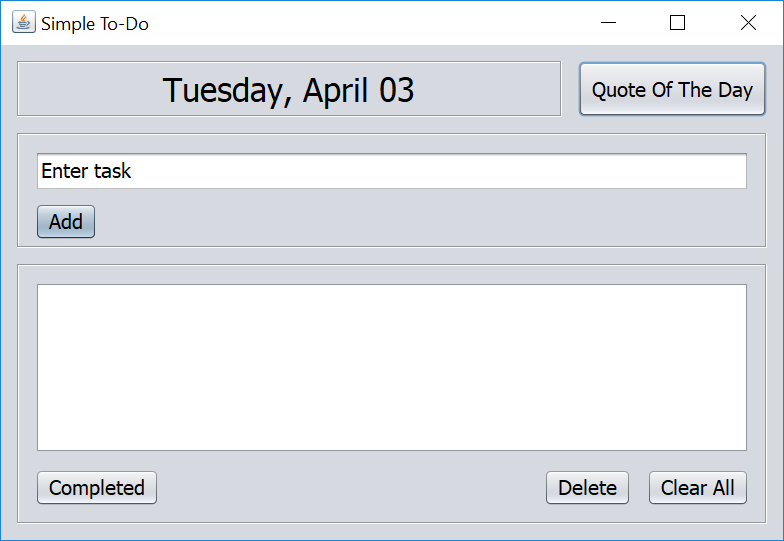 Simple To-Do
Tuesday, April 03
Quote Of The Day
Enter task
Add
Completed
Delete
Clear All